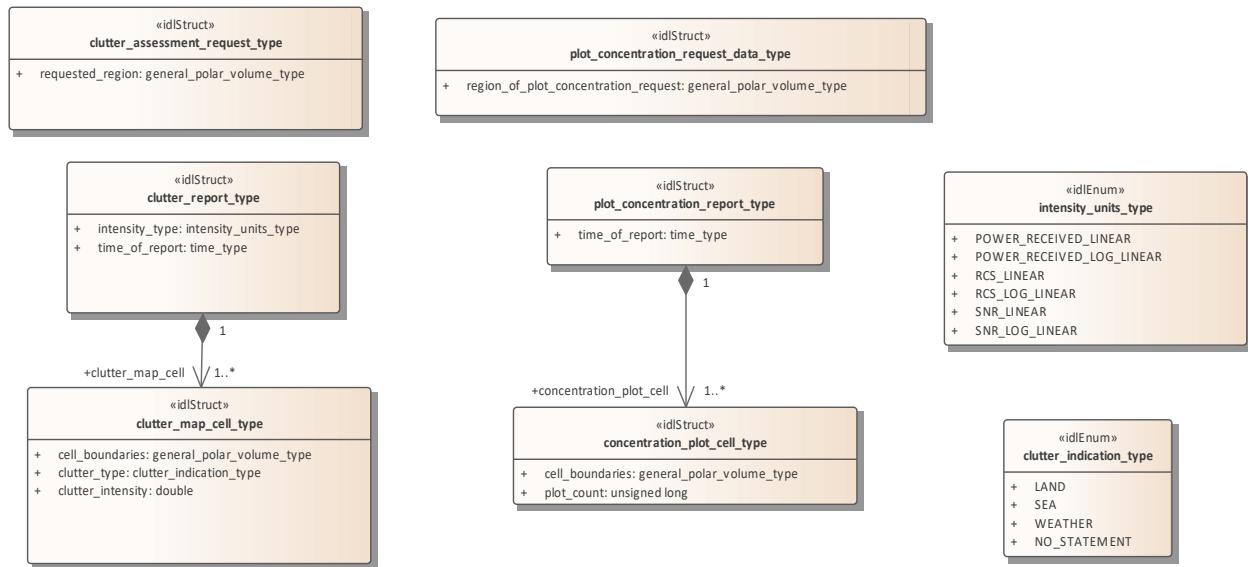 «idlStruct»
clutter_assessment_request_type
+ requested_region: general_polar_volume_type
«idlStruct»
plot_concentration_request_data_type
+ region_of_plot_concentration_request: general_polar_volume_type
«idlStruct»
clutter_report_type
+ intensity_type: intensity_units_type
+ time_of_report: time_type
1
+clutter_map_cell
1..*
«idlStruct»
clutter_map_cell_type
+ cell_boundaries: general_polar_volume_type
+ clutter_type: clutter_indication_type
+ clutter_intensity: double
«idlStruct»
plot_concentration_report_type
+ time_of_report: time_type
1
+concentration_plot_cell
1..*
«idlStruct»
concentration_plot_cell_type
+ cell_boundaries: general_polar_volume_type
+ plot_count: unsigned long
«idlEnum»
intensity_units_type
+ POWER_RECEIVED_LINEAR
+ POWER_RECEIVED_LOG_LINEAR
+ RCS_LINEAR
+ RCS_LOG_LINEAR
+ SNR_LINEAR
+ SNR_LOG_LINEAR
«idlEnum»
clutter_indication_type
+ LAND
+ SEA
+ WEATHER
+ NO_STATEMENT